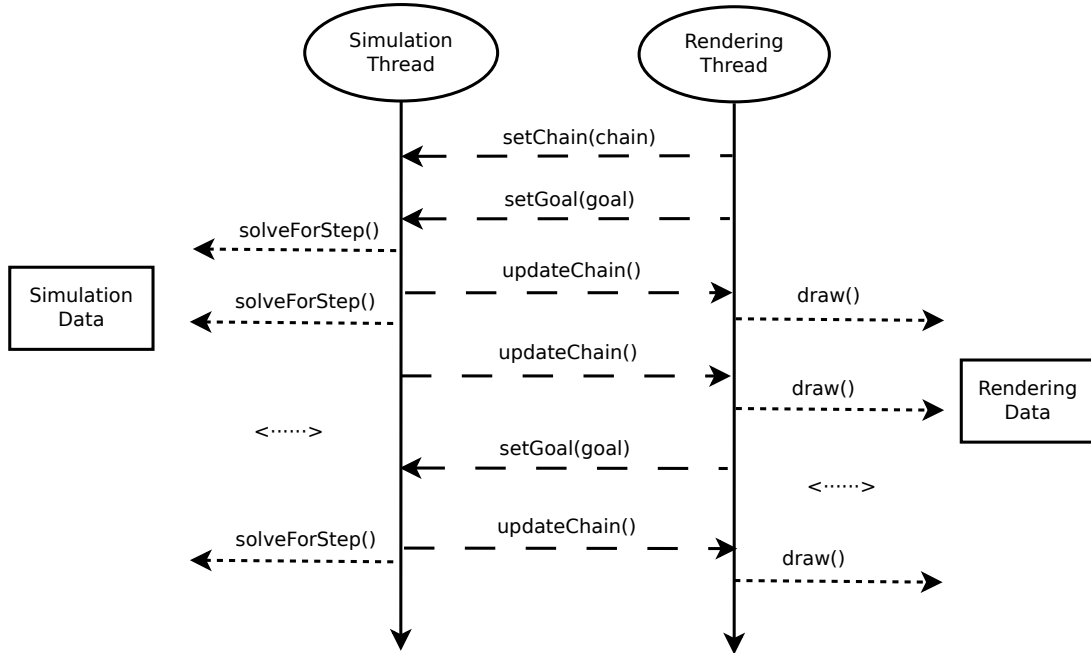 Simulation
Thread
Rendering
Thread
setChain(chain)
setGoal(goal)
solveForStep()
updateChain()
Simulation
Data
solveForStep()
draw()
updateChain()
draw()
Rendering
Data
<······>
setGoal(goal)
<······>
solveForStep()
updateChain()
draw()